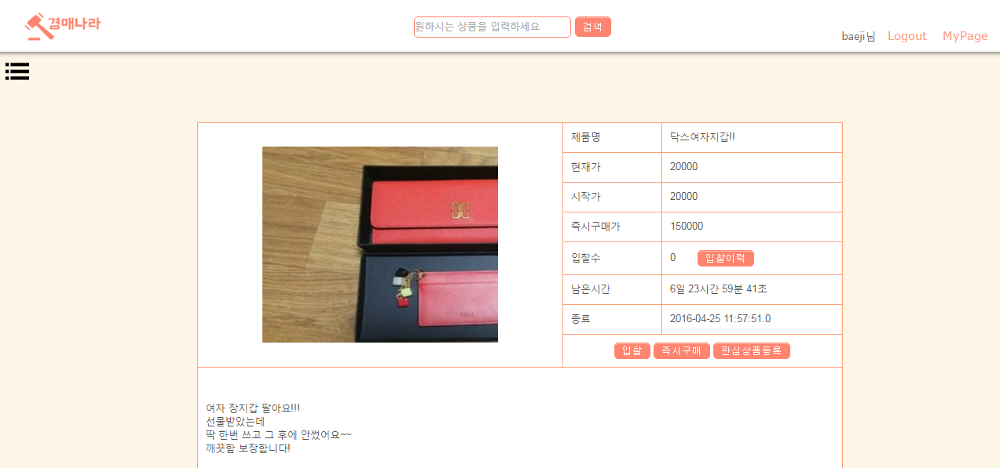 경매나라
원하시는 상품을 입력하세요 검색
baeji님 Logout MyPage
제품명 닥스여자지갑!!
현재가 20000
시작가 20000
즉시구매가 150000
입찰수 0 입찰이력
남은시간 6일 23시간 59분 41초
종료 2016-04-25 11:57:51.0
입찰 즉시구매 관심상품등록
여자 장지갑 팔아요!!!
선물받았는데
딱 한번 쓰고 그 후에 안썼어요~~
깨끗함 보장합니다!